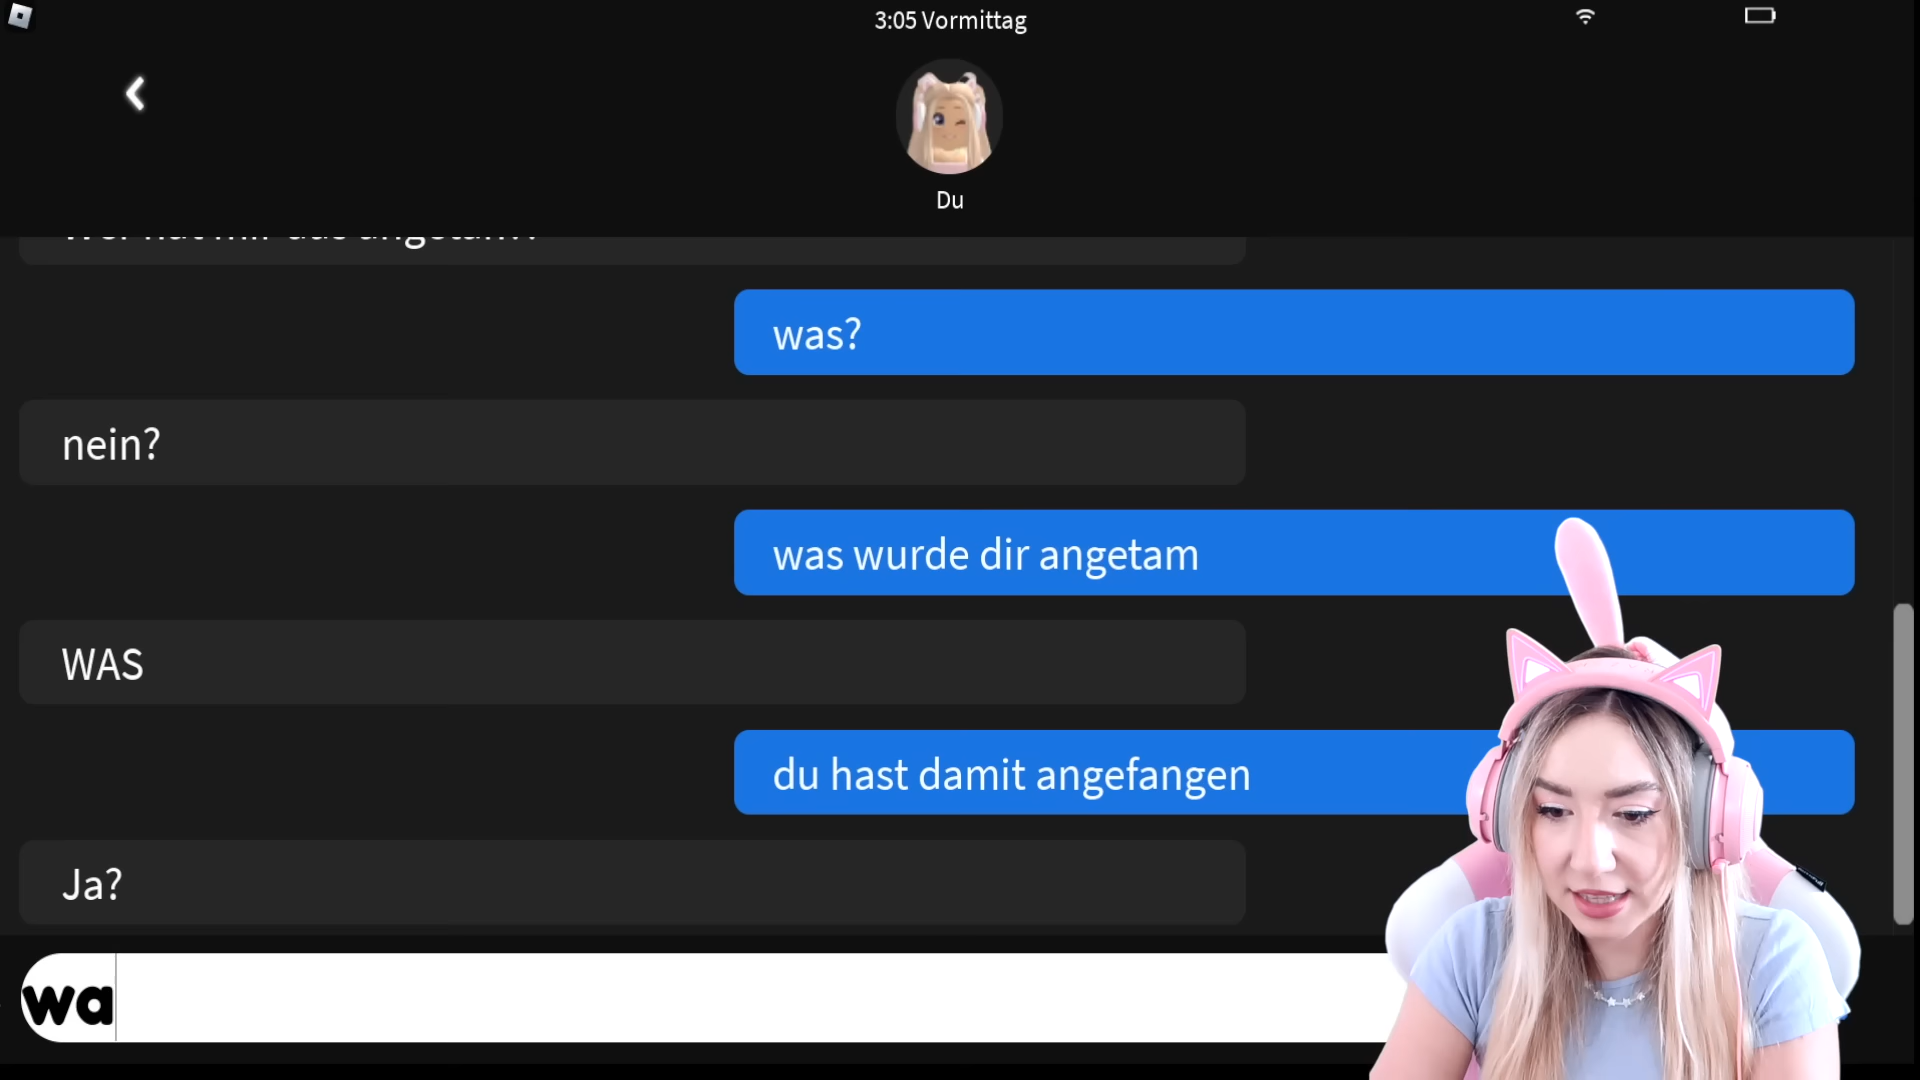 3:05 Vormittag
Du
was?
nein?
was wurde dir angetam
WAS
du hast damit angefangen
Ja?
wa